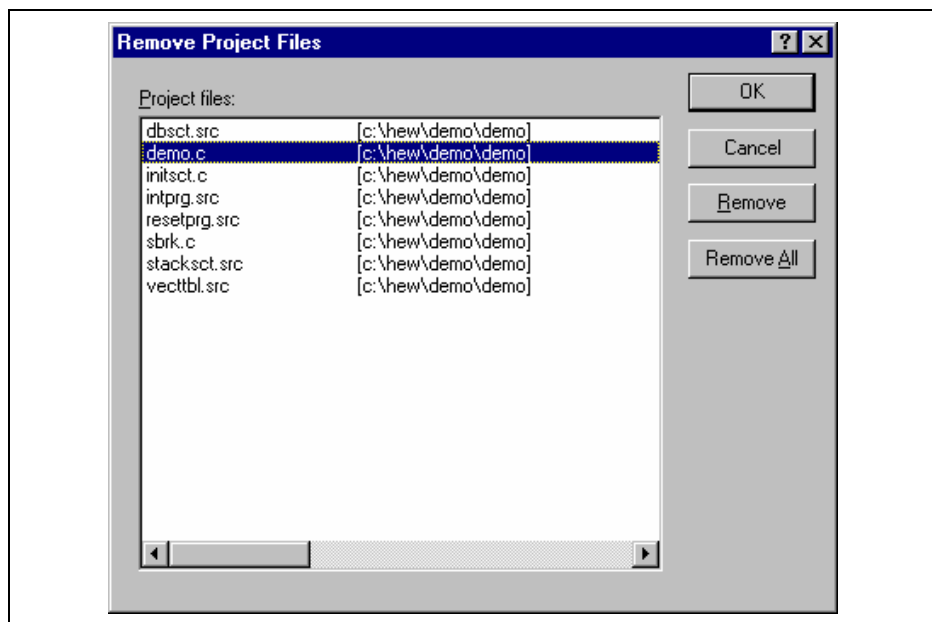 Remove Project Files
Project files:
dbsct.src [c:\hew\demo\demo]
demo.c [c:\hew\demo\demo]
initsct.c [c:\hew\demo\demo]
intprg.src [c:\hew\demo\demo]
resetprg.src [c:\hew\demo\demo]
sbrk.c [c:\hew\demo\demo]
stacksct.src [c:\hew\demo\demo]
vecttbl.src [c:\hew\demo\demo]
OK
Cancel
Remove
Remove All